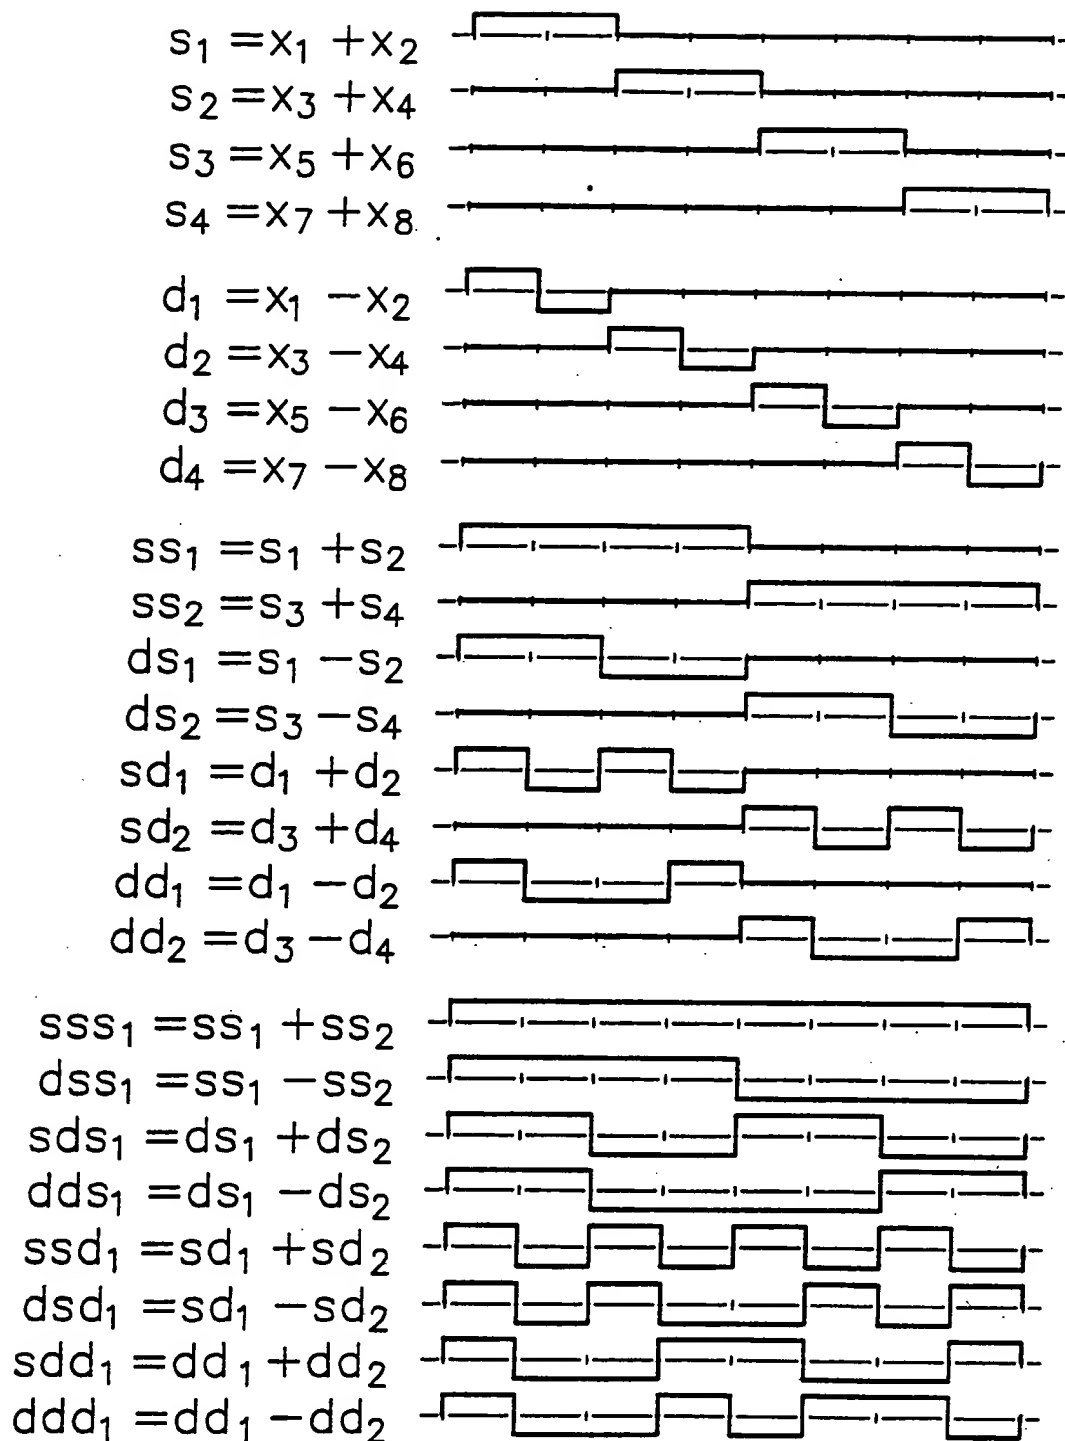 s₁ = x₁ + x₂
s₂ = x₃ + x₄
s₃ = x₅ + x₆
s₄ = x₇ + x₈
d₁ = x₁ − x₂
d₂ = x₃ − x₄
d₃ = x₅ − x₆
d₄ = x₇ − x₈
ss₁ = s₁ + s₂
ss₂ = s₃ + s₄
ds₁ = s₁ − s₂
ds₂ = s₃ − s₄
sd₁ = d₁ + d₂
sd₂ = d₃ + d₄
dd₁ = d₁ − d₂
dd₂ = d₃ − d₄
sss₁ = ss₁ + ss₂
dss₁ = ss₁ − ss₂
sds₁ = ds₁ + ds₂
dds₁ = ds₁ − ds₂
ssd₁ = sd₁ + sd₂
dsd₁ = sd₁ − sd₂
sdd₁ = dd₁ + dd₂
ddd₁ = dd₁ − dd₂